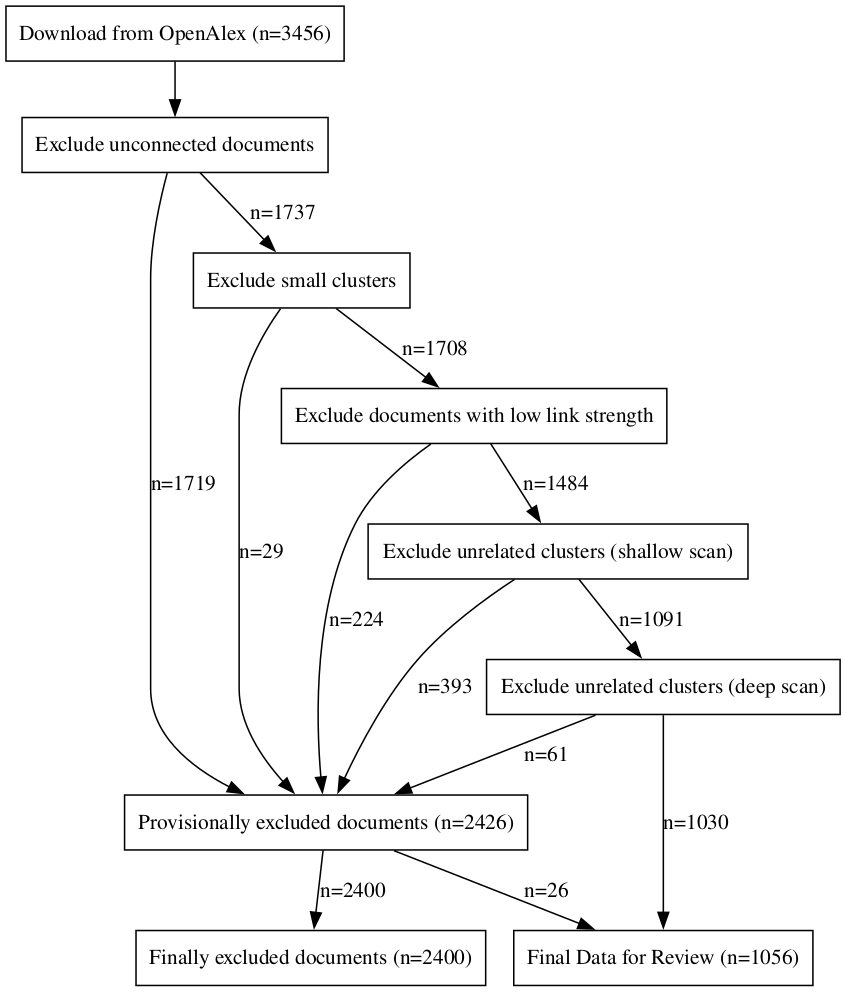 Download from OpenAlex (n=3456)
Exclude unconnected documents
n=1737
Exclude small clusters
n=1708
Exclude documents with low link strength
n=1719
n=1484
Exclude unrelated clusters (shallow scan)
n=29
n=224
n=1091
n=393
Exclude unrelated clusters (deep scan)
n=61
Provisionally excluded documents (n=2426)
n=1030
n=2400
n=26
Finally excluded documents (n=2400)
Final Data for Review (n=1056)